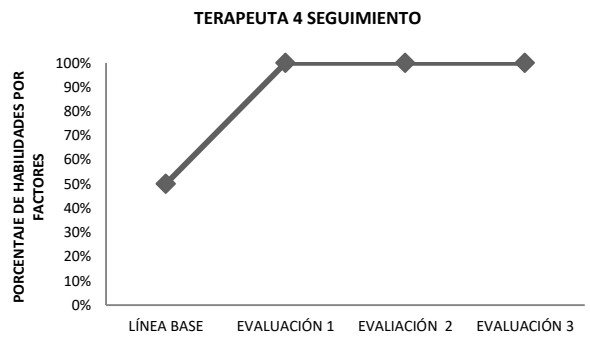 TERAPEUTA 4 SEGUIMIENTO
PORCENTAJE DE HABILIDADES POR
FACTORES
100%
90%
80%
70%
60%
50%
40%
30%
20%
10%
0%
LÍNEA BASE EVALUACIÓN 1 EVALIACIÓN 2 EVALUACIÓN 3